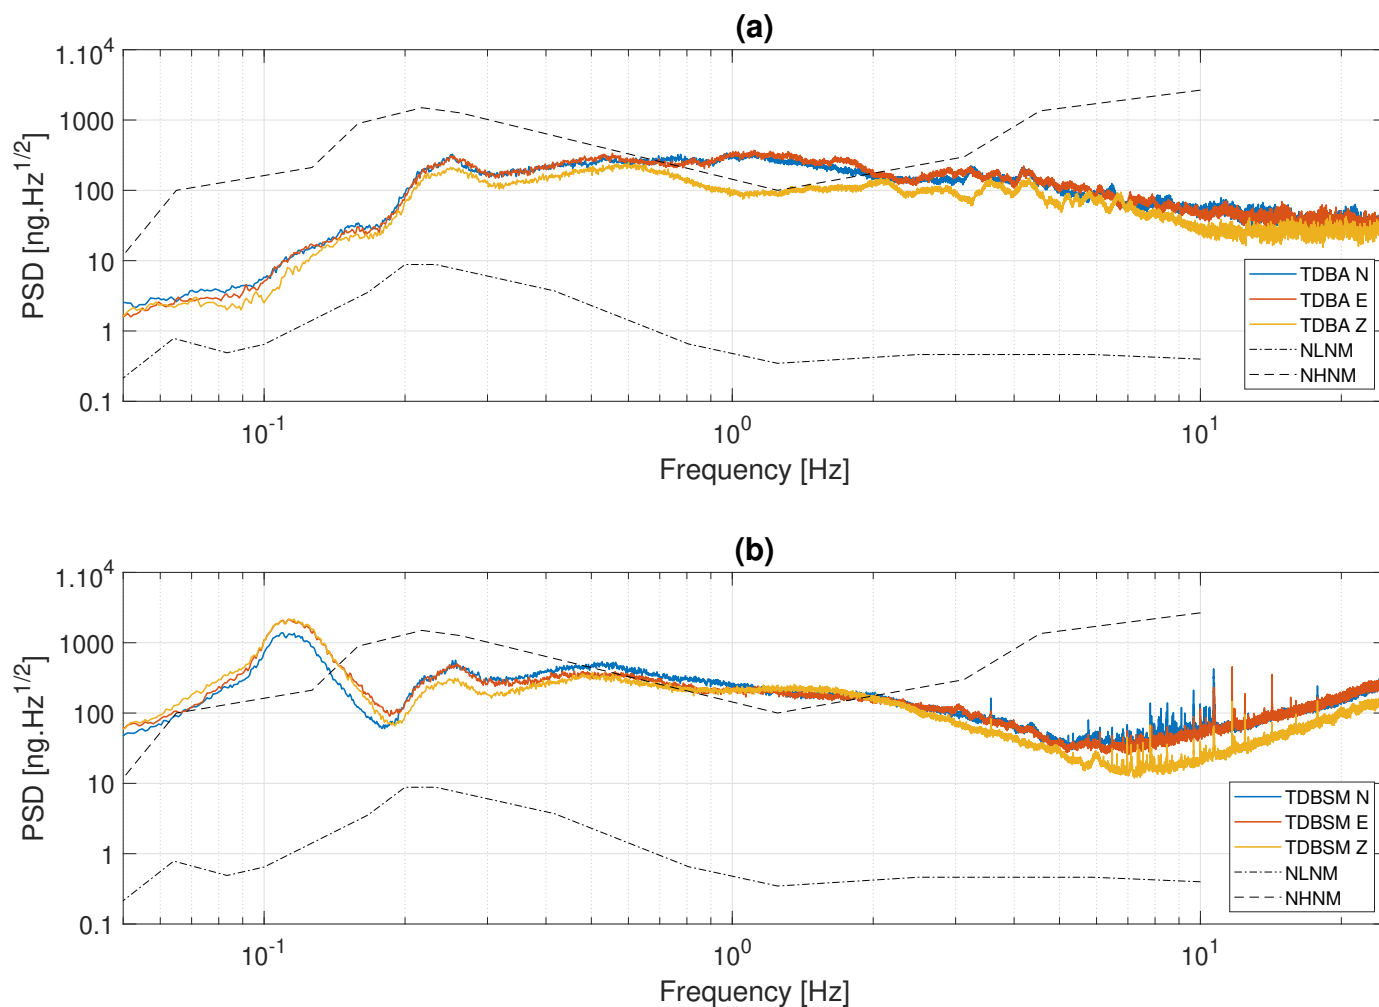 (a)
PSD [ng.Hz^1/2]
1.10^4
1000
100
10
1
0.1
10^-1
10^0
10^1
Frequency [Hz]
TDBA N
TDBA E
TDBA Z
NLNM
NHNM
(b)
PSD [ng.Hz^1/2]
1.10^4
1000
100
10
1
0.1
10^-1
10^0
10^1
Frequency [Hz]
TDBSM N
TDBSM E
TDBSM Z
NLNM
NHNM